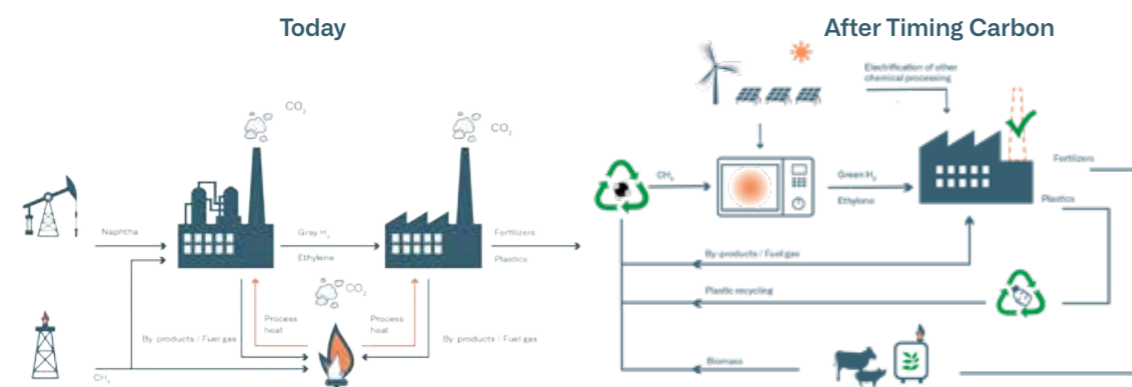 Today
After Timing Carbon
Electrification of other
chemical processing
CO₂
CO₂
CH₄
Green H₂
Ethylene
Fertilizers
Plastics
Naphtha
Gray H₂
Ethylene
Fertilizers
Plastics
By-products / Fuel gas
CO₂
Plastic recycling
Process
heat
Process
heat
By-products / Fuel gas
By-products / Fuel gas
Biomass
CH₄